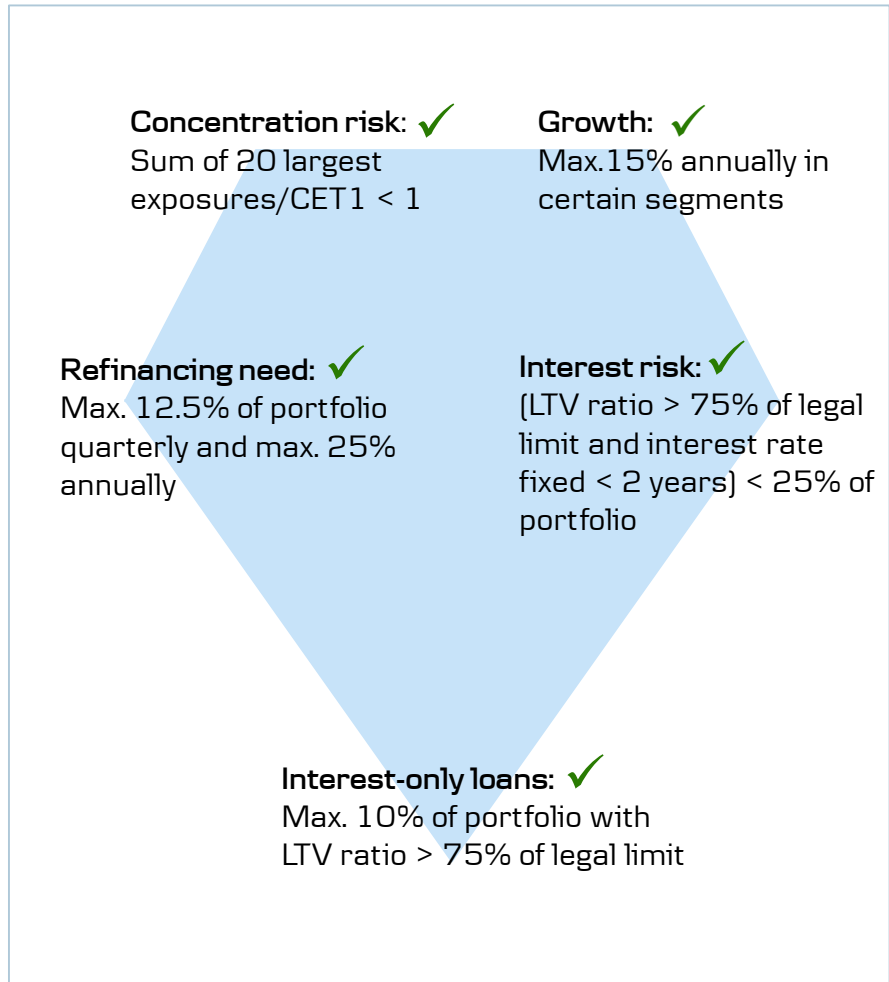 Concentration risk:
Sum of 20 largest
exposures/CET1 < 1
Growth:
Max.15% annually in
certain segments
Refinancing need:
Max. 12.5% of portfolio
quarterly and max. 25%
annually
Interest risk:
(LTV ratio > 75% of legal
limit and interest rate
fixed < 2 years) < 25% of
portfolio
Interest-only loans:
Max. 10% of portfolio with
LTV ratio > 75% of legal limit